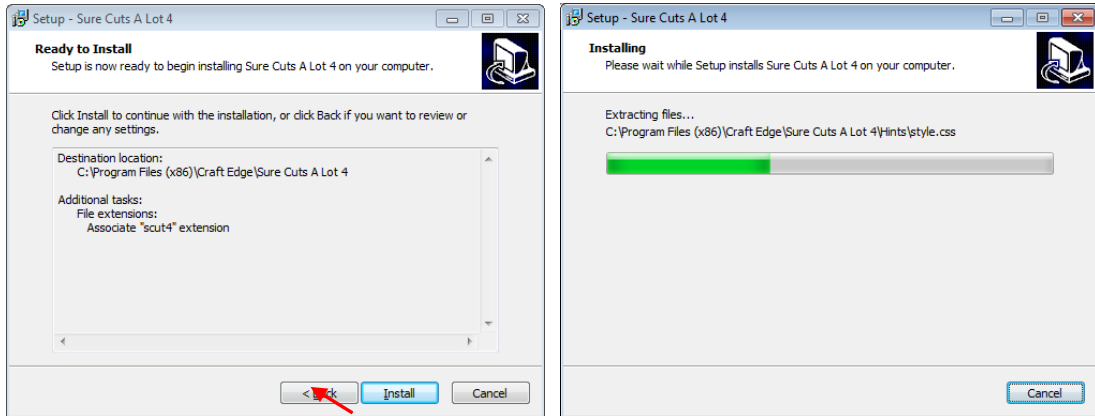 Setup - Sure Cuts A Lot 4
Ready to Install
Setup is now ready to begin installing Sure Cuts A Lot 4 on your computer.
Click Install to continue with the installation, or click Back if you want to review or
change any settings.
Destination location:
C:\Program Files (x86)\Craft Edge\Sure Cuts A Lot 4
Additional tasks:
File extensions:
Associate "scut4" extension
< Back
Install
Cancel
Setup - Sure Cuts A Lot 4
Installing
Please wait while Setup installs Sure Cuts A Lot 4 on your computer.
Extracting files...
C:\Program Files (x86)\Craft Edge\Sure Cuts A Lot 4\Hints\style.css
Cancel